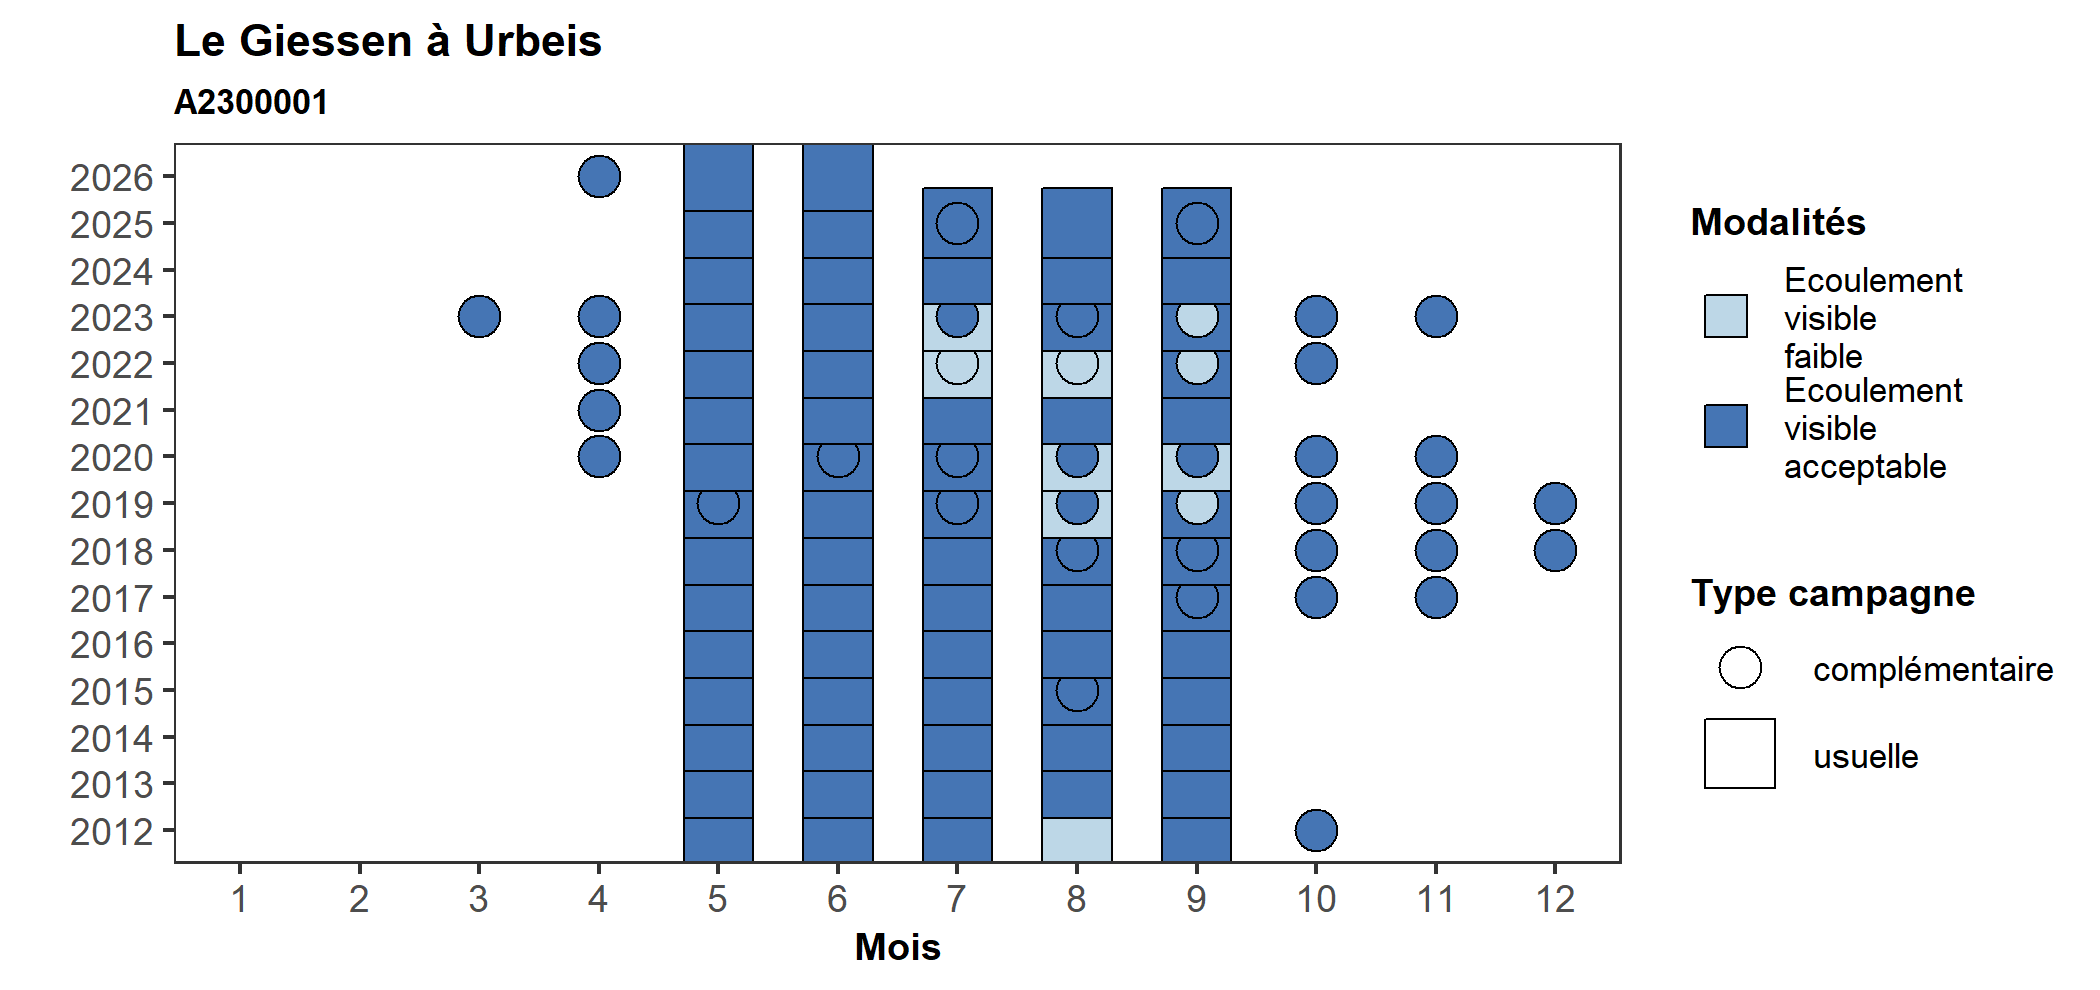 Le Giessen à Urbeis
A2300001
2026
2025
2024
2023
2022
2021
2020
2019
2018
2017
2016
2015
2014
2013
2012
1 2 3 4 5 6 7 8 9 10 11 12
Mois
Modalités
Ecoulement
visible
faible
Ecoulement
visible
acceptable
Type campagne
complémentaire
usuelle